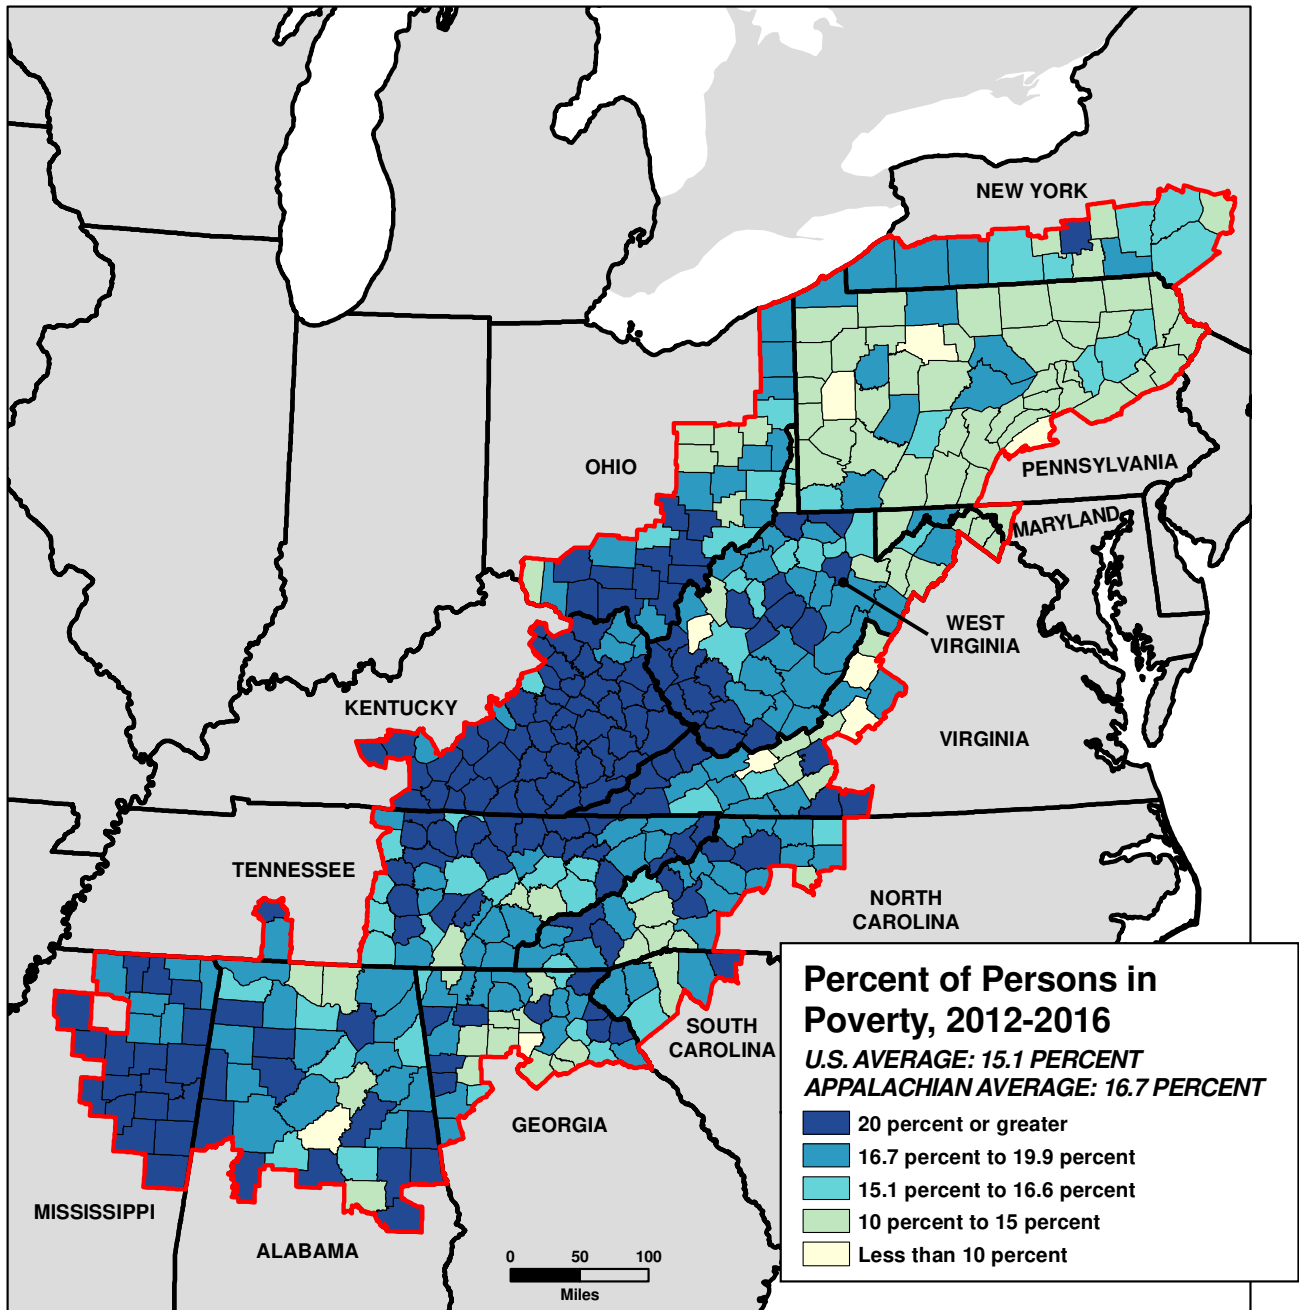 NEW YORK
OHIO
PENNSYLVANIA
MARYLAND
WEST
VIRGINIA
KENTUCKY
VIRGINIA
TENNESSEE
NORTH
CAROLINA
SOUTH
CAROLINA
GEORGIA
MISSISSIPPI
ALABAMA
0 50 100
Miles
Percent of Persons in
Poverty, 2012-2016
U.S. AVERAGE: 15.1 PERCENT
APPALACHIAN AVERAGE: 16.7 PERCENT
20 percent or greater
16.7 percent to 19.9 percent
15.1 percent to 16.6 percent
10 percent to 15 percent
Less than 10 percent